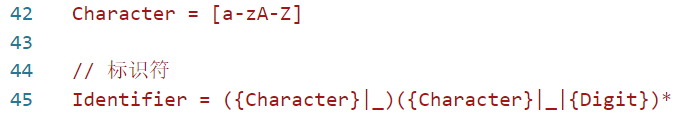 42 Character = [a-zA-Z]
43
44 // 标识符
45 Identifier = ({Character}|_)({Character}|_|{Digit})*